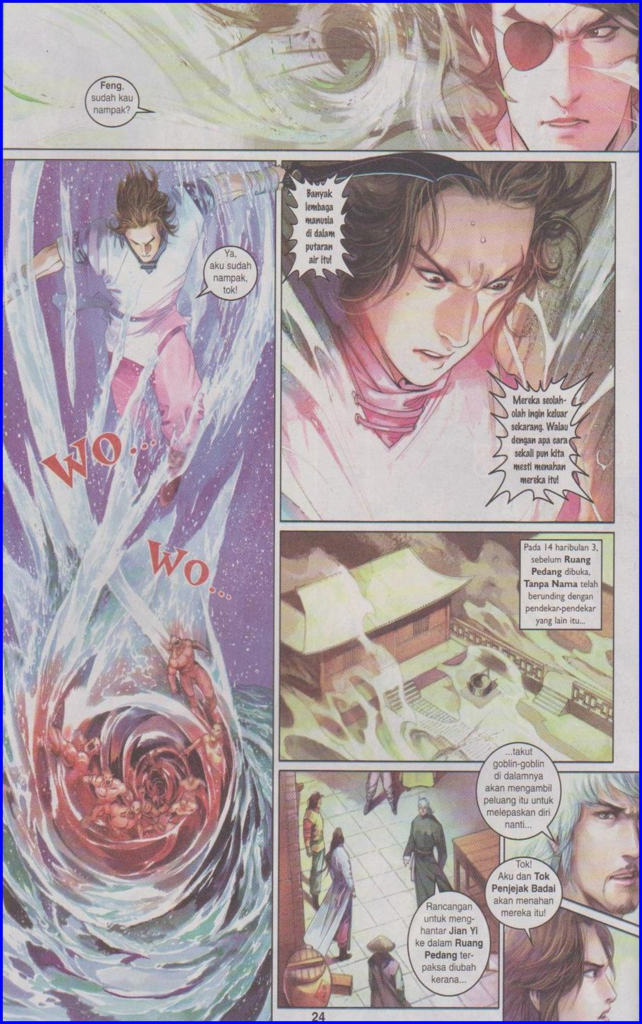 Feng,
sudah kau
nampak?
Ya,
aku sudah
nampak,
tok!
WO...
WO...
Banyak
lembaga
manusia
di dalam
putaran
air itu!
Mereka seolah-
olah ingin keluar
sekarang. Walau
dengan apa cara
sekali pun kita
mesti menahan
mereka itu!
Pada 14 haribulan 3,
sebelum Ruang
Pedang dibuka,
Tanpa Nama telah
berunding dengan
pendekar-pendekar
yang lain itu...
Rancangan
untuk meng-
hantar Jian Yi
ke dalam Ruang
Pedang ter-
paksa diubah
kerana...
...takut
goblin-goblin
di dalamnya
akan mengambil
peluang itu untuk
melepaskan diri
nanti...
Tok!
Aku dan Tok
Penjejak Badai
akan menahan
mereka itu!
24